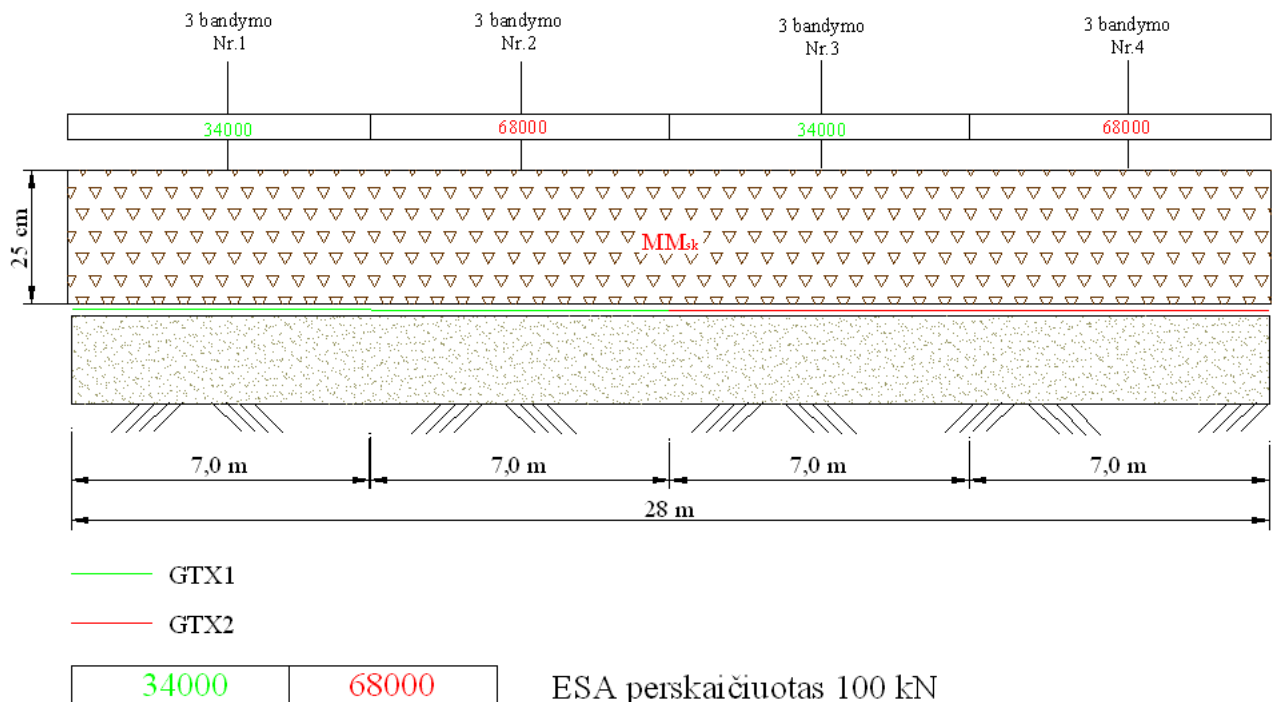 3 bandymo
Nr.1
3 bandymo
Nr.2
3 bandymo
Nr.3
3 bandymo
Nr.4
34000 68000 34000 68000
25 cm
MMsk
7,0 m 7,0 m 7,0 m 7,0 m
28 m
GTX1
GTX2
34000 68000 ESA perskaičiuotas 100 kN